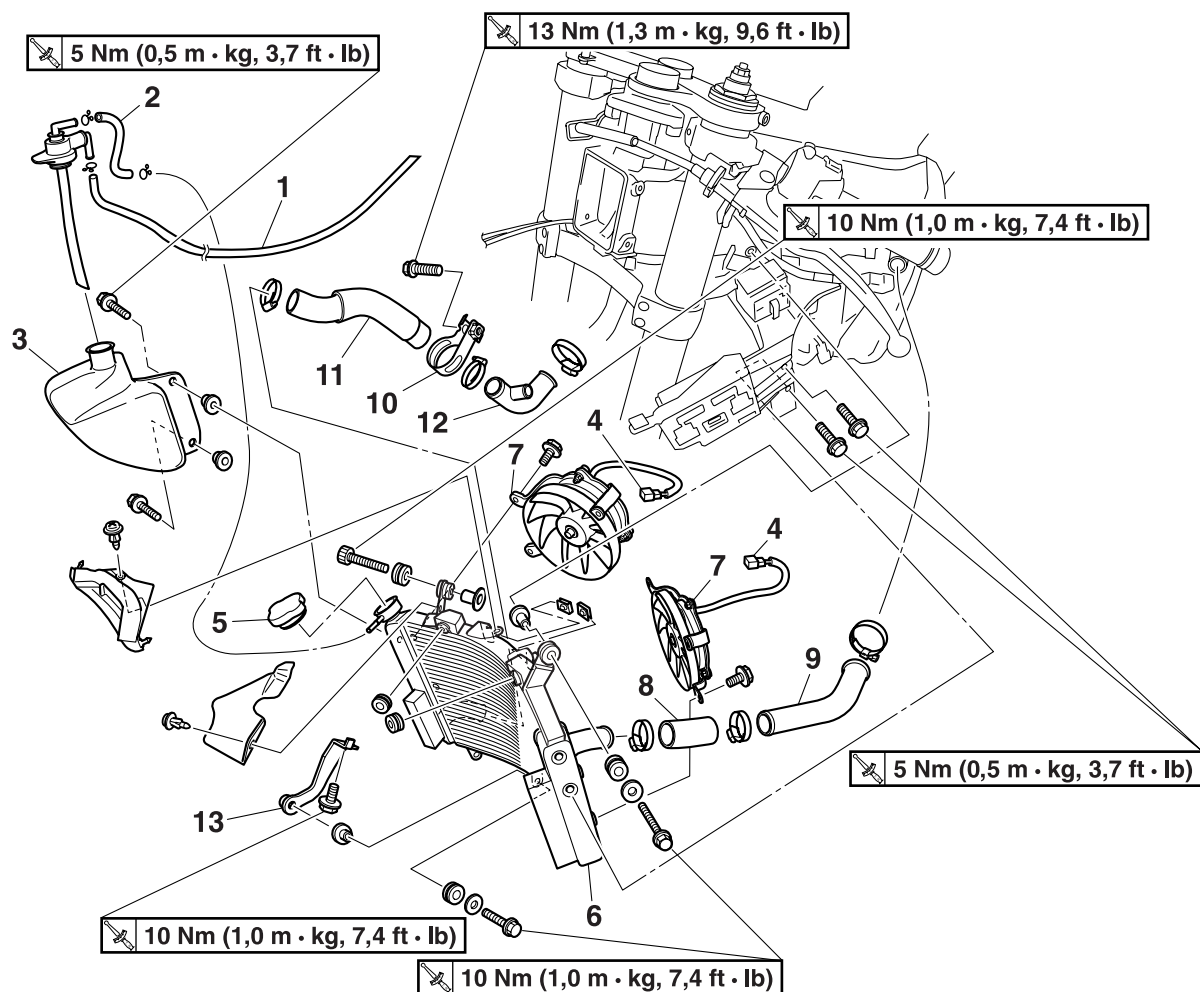 13 Nm (1,3 m · kg, 9,6 ft · lb)
5 Nm (0,5 m · kg, 3,7 ft · lb)
2
1
10 Nm (1,0 m · kg, 7,4 ft · lb)
3
11
10
12
4
7
4
7
5
9
8
5 Nm (0,5 m · kg, 3,7 ft · lb)
13
6
10 Nm (1,0 m · kg, 7,4 ft · lb)
10 Nm (1,0 m · kg, 7,4 ft · lb)